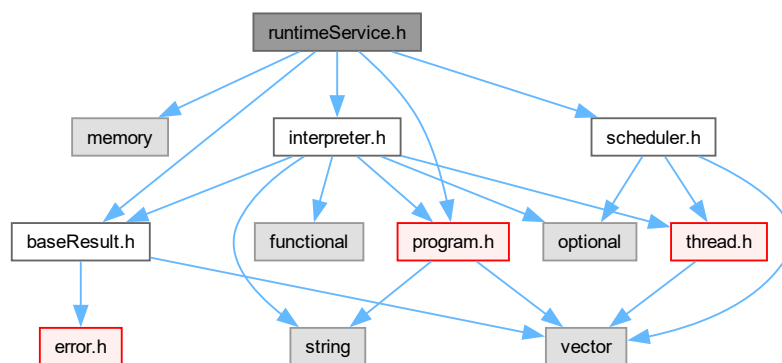 runtimeService.h
memory
interpreter.h
scheduler.h
baseResult.h
functional
program.h
optional
thread.h
error.h
string
vector